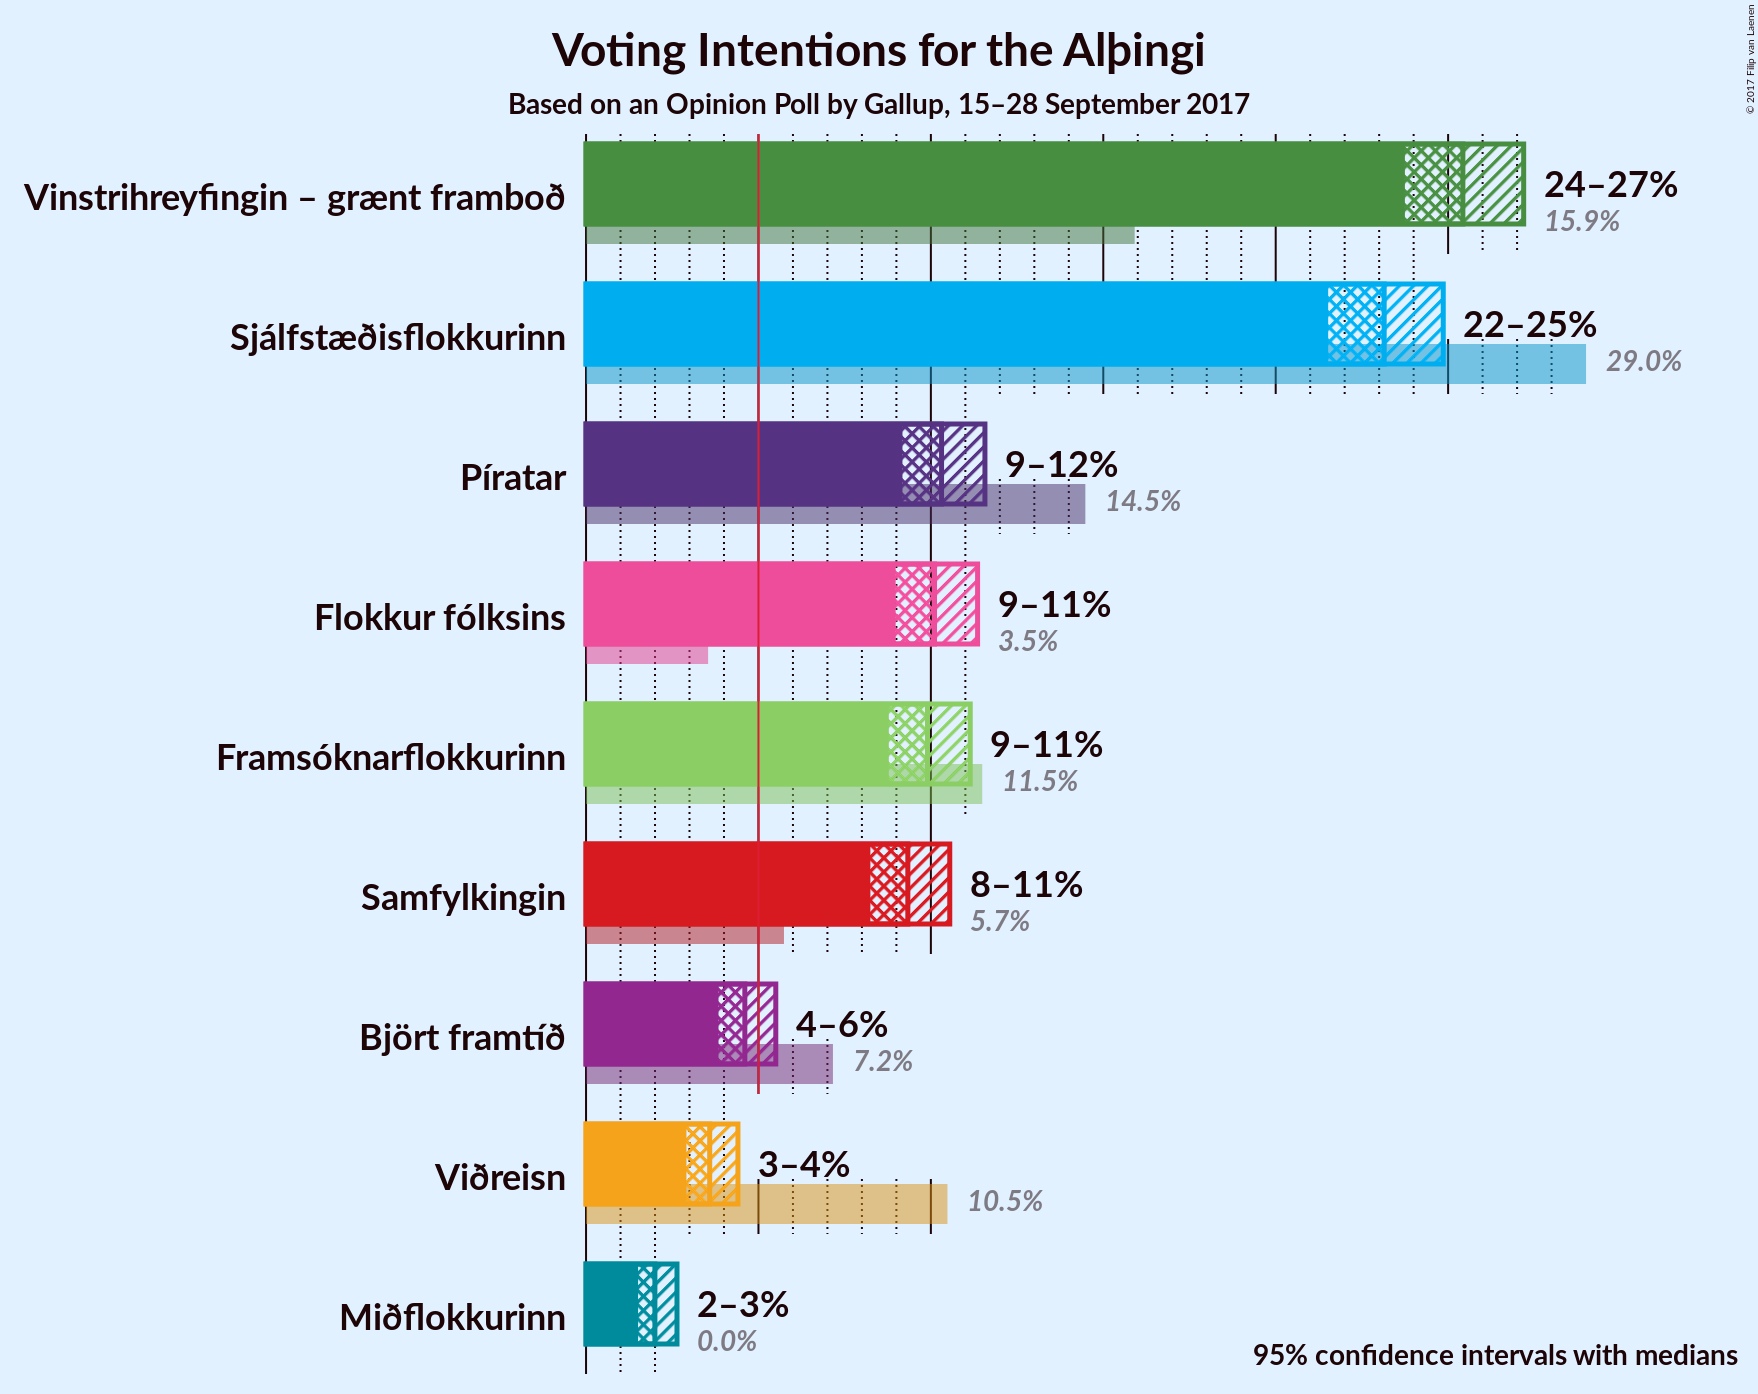 Voting Intentions for the Alþingi
Based on an Opinion Poll by Gallup, 15–28 September 2017
© 2017 Filip van Laenen
Vinstrihreyfingin – grænt framboð
24–27%
15.9%
Sjálfstæðisflokkurinn
22–25%
29.0%
Píratar
9–12%
14.5%
Flokkur fólksins
9–11%
3.5%
Framsóknarflokkurinn
9–11%
11.5%
Samfylkingin
8–11%
5.7%
Björt framtíð
4–6%
7.2%
Viðreisn
3–4%
10.5%
Miðflokkurinn
2–3%
0.0%
95% confidence intervals with medians